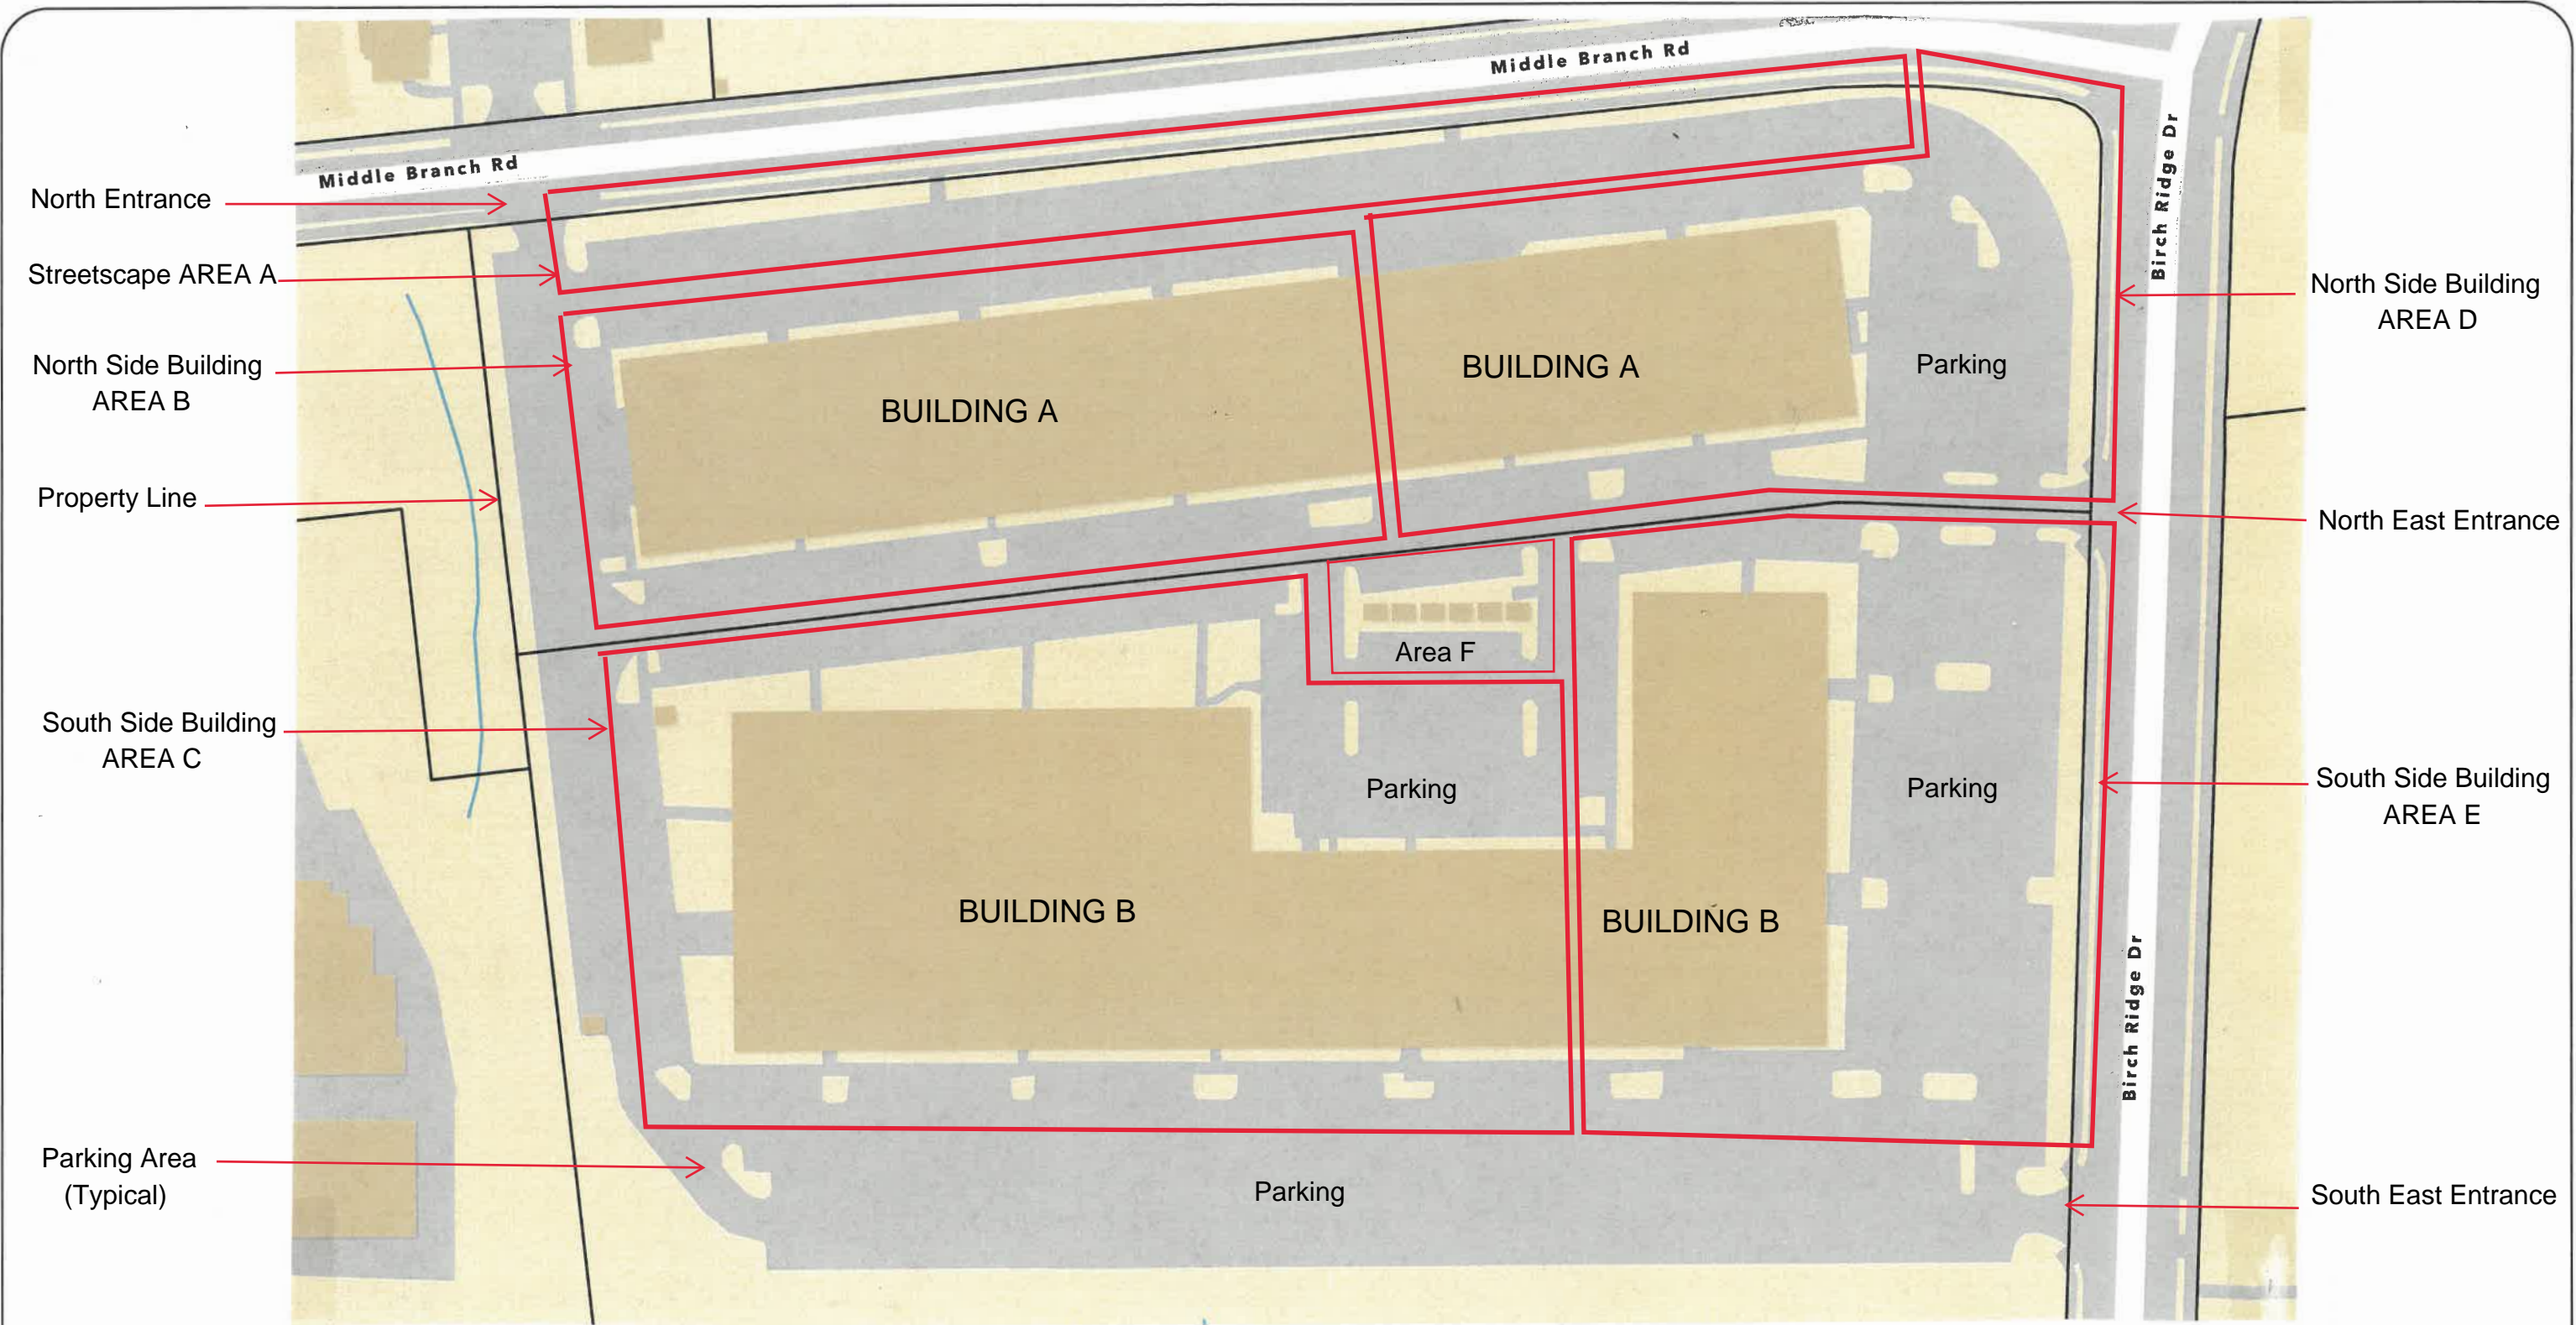 Middle Branch Rd
Middle Branch Rd
North Entrance
Streetscape AREA A
North Side Building
AREA B
Property Line
South Side Building
AREA C
Parking Area
(Typical)
BUILDING A
BUILDING A
Parking
Birch Ridge Dr
North Side Building
AREA D
North East Entrance
Area F
Parking
Parking
South Side Building
AREA E
BUILDING B
BUILDING B
Birch Ridge Dr
Parking
South East Entrance